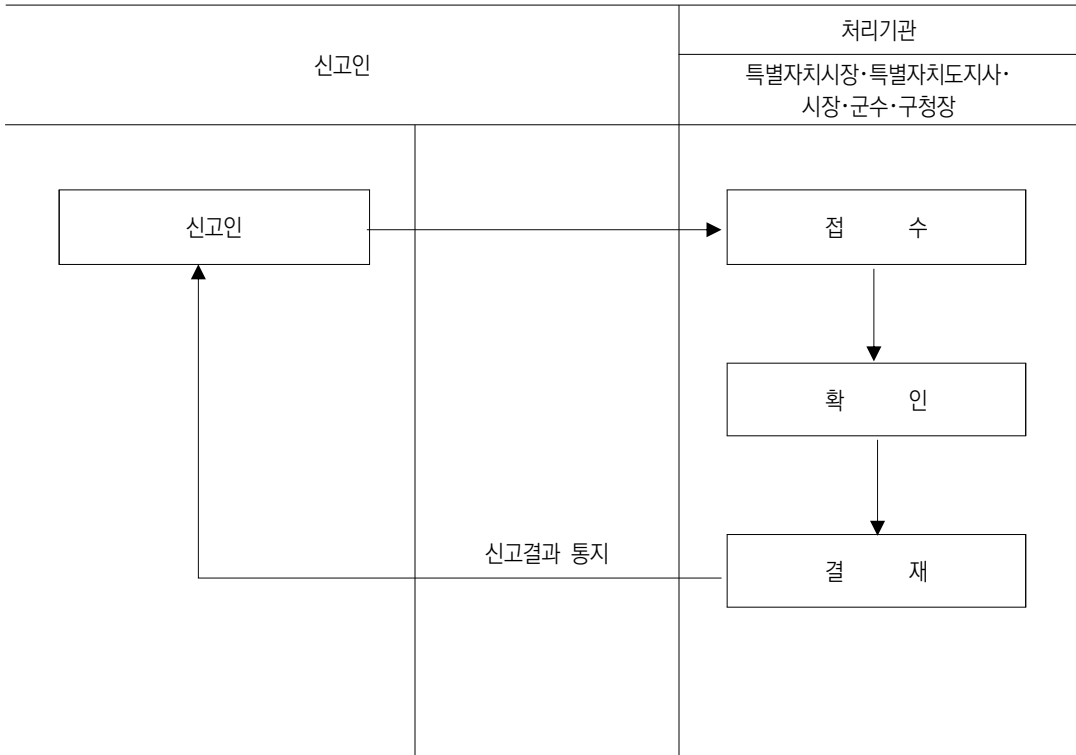 신고인
처리기관
특별자치시장·특별자치도지사·
시장·군수·구청장
신고인
접 수
확 인
신고결과 통지
결 재